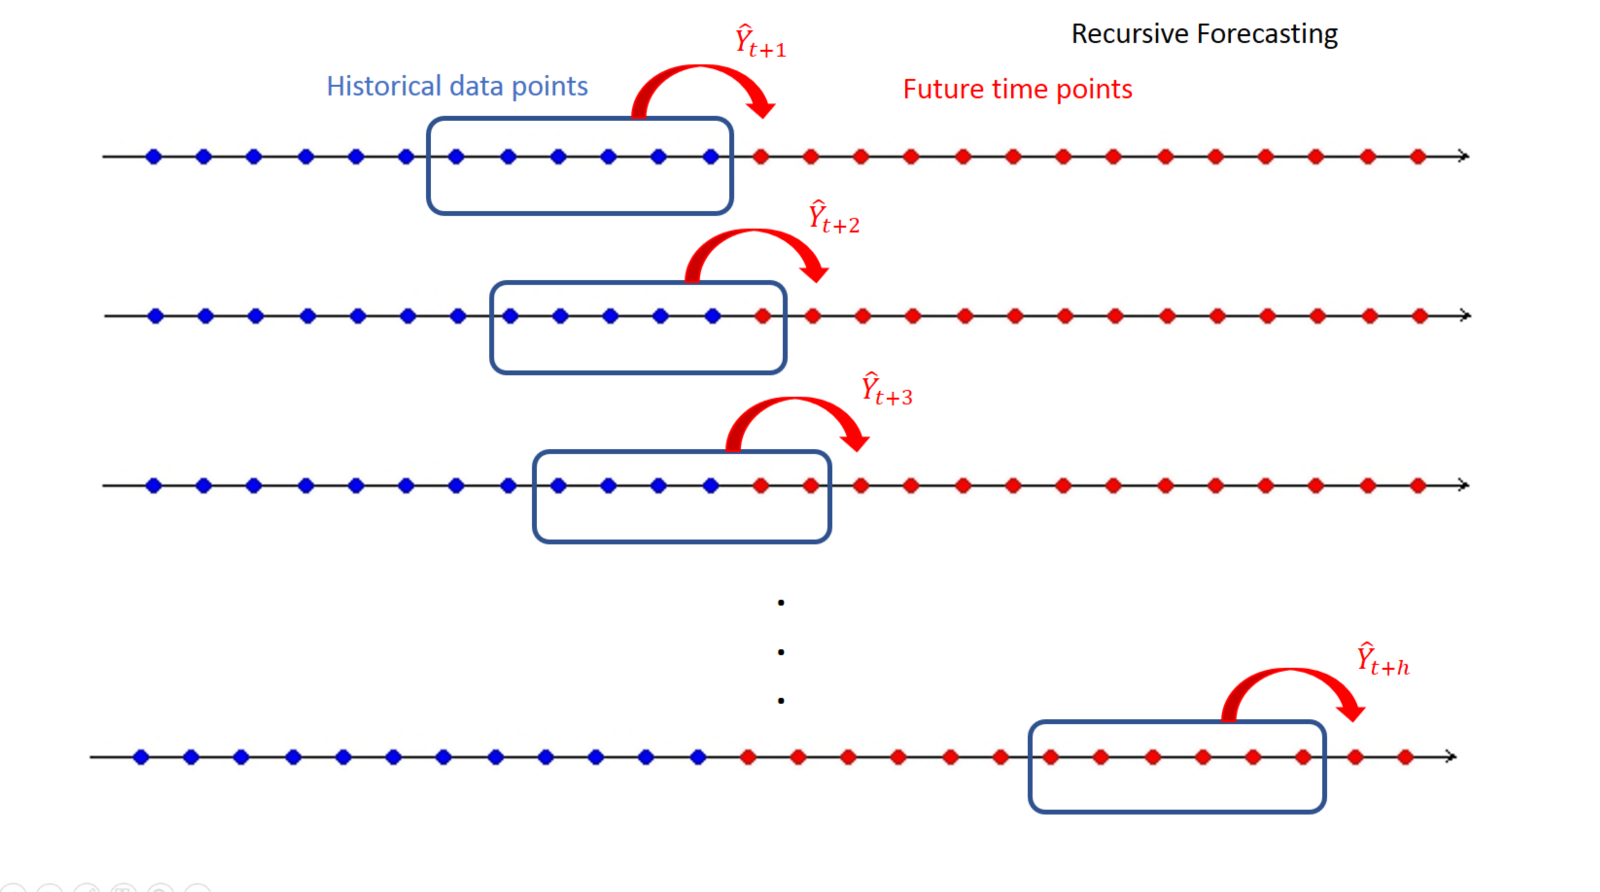 Recursive Forecasting
Ŷt+1
Historical data points
Future time points
Ŷt+2
Ŷt+3
Ŷt+h